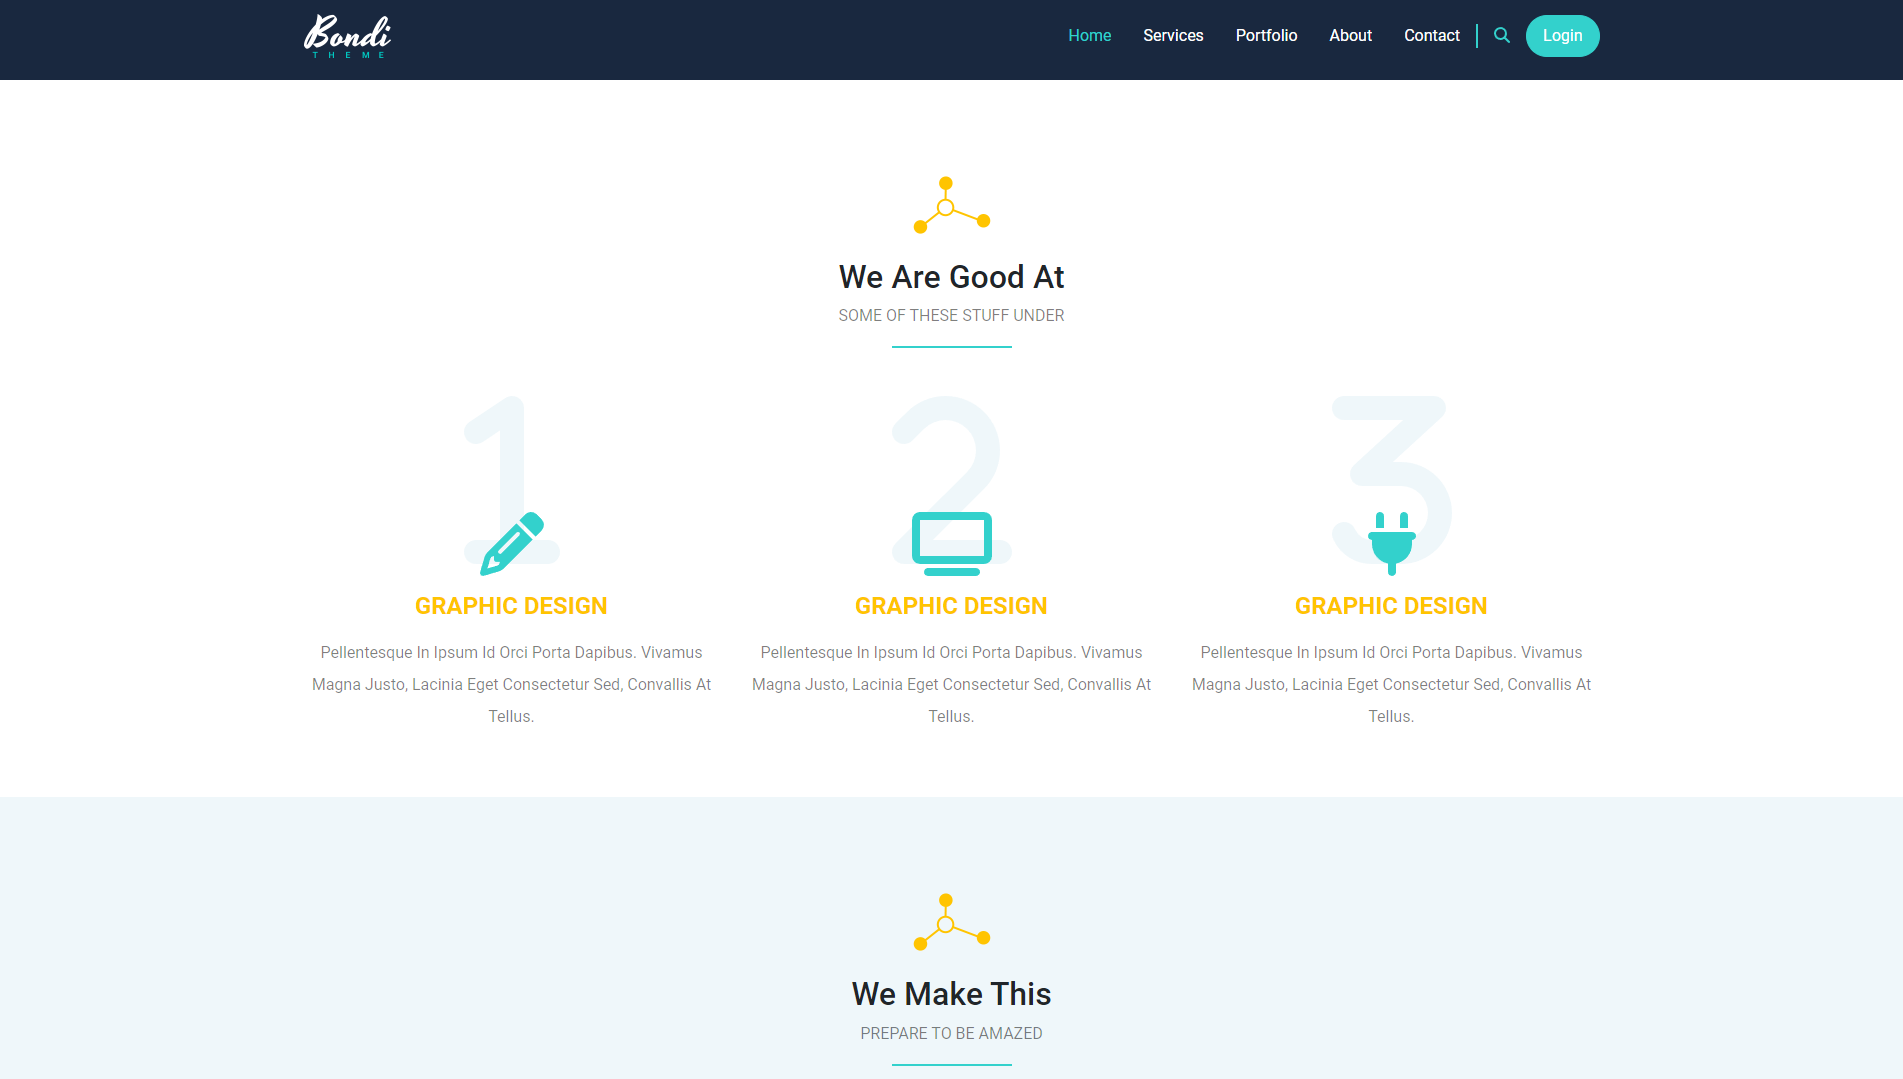 Bondi
THEME
Home Services Portfolio About Contact Login
We Are Good At
SOME OF THESE STUFF UNDER
1 2 3
GRAPHIC DESIGN
Pellentesque In Ipsum Id Orci Porta Dapibus. Vivamus
Magna Justo, Lacinia Eget Consectetur Sed, Convallis At
Tellus.
GRAPHIC DESIGN
Pellentesque In Ipsum Id Orci Porta Dapibus. Vivamus
Magna Justo, Lacinia Eget Consectetur Sed, Convallis At
Tellus.
GRAPHIC DESIGN
Pellentesque In Ipsum Id Orci Porta Dapibus. Vivamus
Magna Justo, Lacinia Eget Consectetur Sed, Convallis At
Tellus.
We Make This
PREPARE TO BE AMAZED